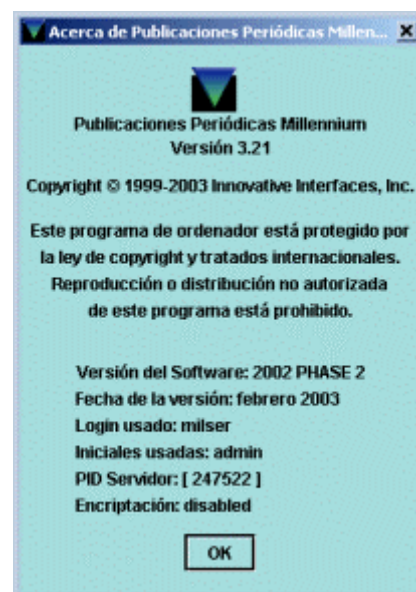 Acerca de Publicaciones Periódicas Millen...
Publicaciones Periódicas Millennium
Versión 3.21
Copyright © 1999-2003 Innovative Interfaces, Inc.
Este programa de ordenador está protegido por
la ley de copyright y tratados internacionales.
Reproducción o distribución no autorizada
de este programa está prohibido.
Versión del Software: 2002 PHASE 2
Fecha de la versión: febrero 2003
Login usado: milser
Iniciales usadas: admin
PID Servidor: [ 247522 ]
Encriptación: disabled
OK